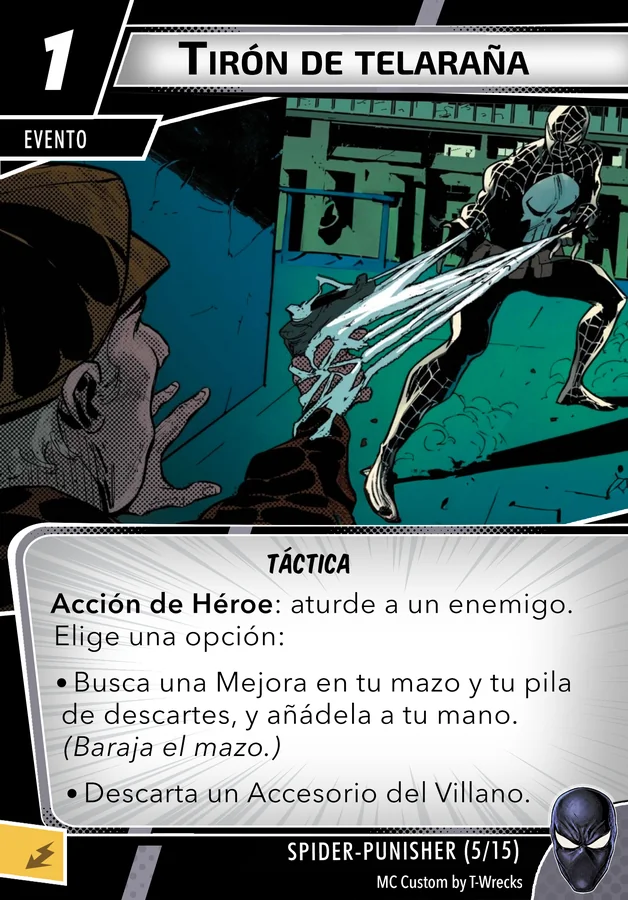 1
TIRÓN DE TELARAÑA
EVENTO
TÁCTICA
Acción de Héroe: aturde a un enemigo.
Elige una opción:
• Busca una Mejora en tu mazo y tu pila
de descartes, y añádela a tu mano.
(Baraja el mazo.)
• Descarta un Accesorio del Villano.
SPIDER-PUNISHER (5/15)
MC Custom by T-Wrecks